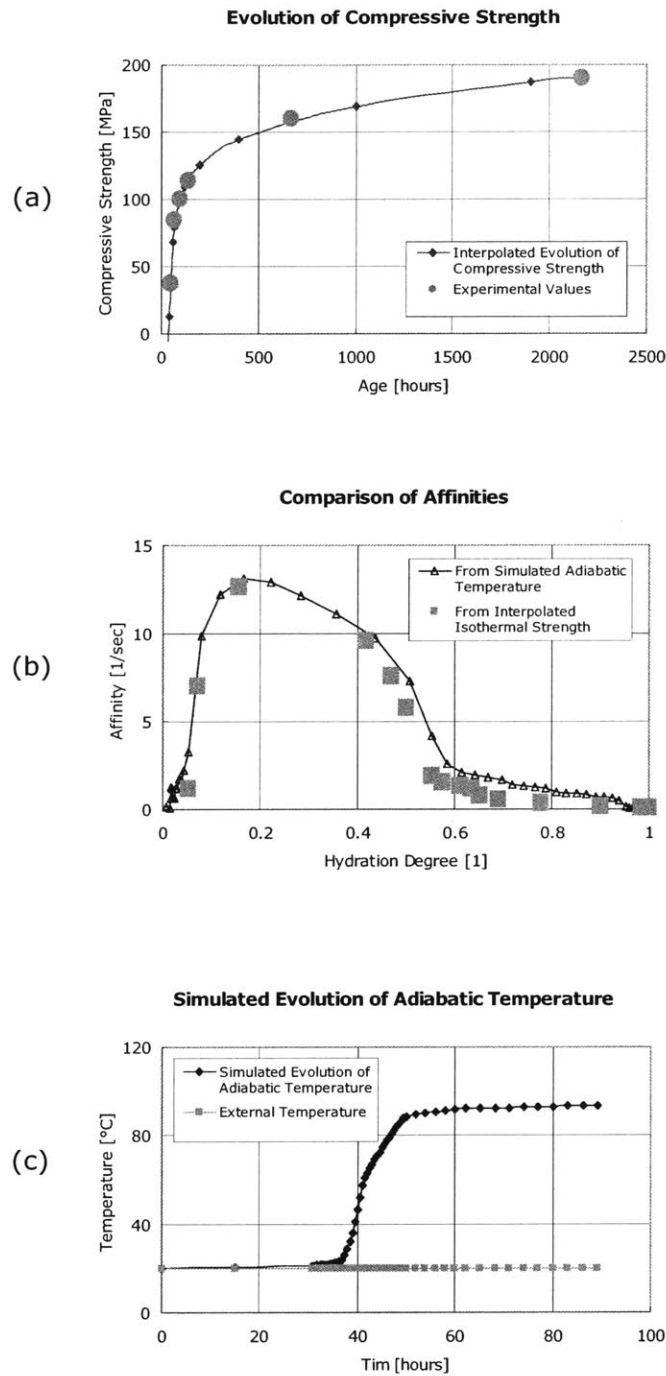 Evolution of Compressive Strength
(a)
Compressive Strength [MPa]
200
150
100
50
0
0 500 1000 1500 2000 2500
Age [hours]
Interpolated Evolution of
Compressive Strength
Experimental Values
Comparison of Affinities
(b)
Affinity [1/sec]
15
10
5
0
0 0.2 0.4 0.6 0.8 1
Hydration Degree [1]
From Simulated Adiabatic
Temperature
From Interpolated
Isothermal Strength
Simulated Evolution of Adiabatic Temperature
(c)
Temperature [°C]
120
80
40
0
0 20 40 60 80 100
Tim [hours]
Simulated Evolution of
Adiabatic Temperature
External Temperature